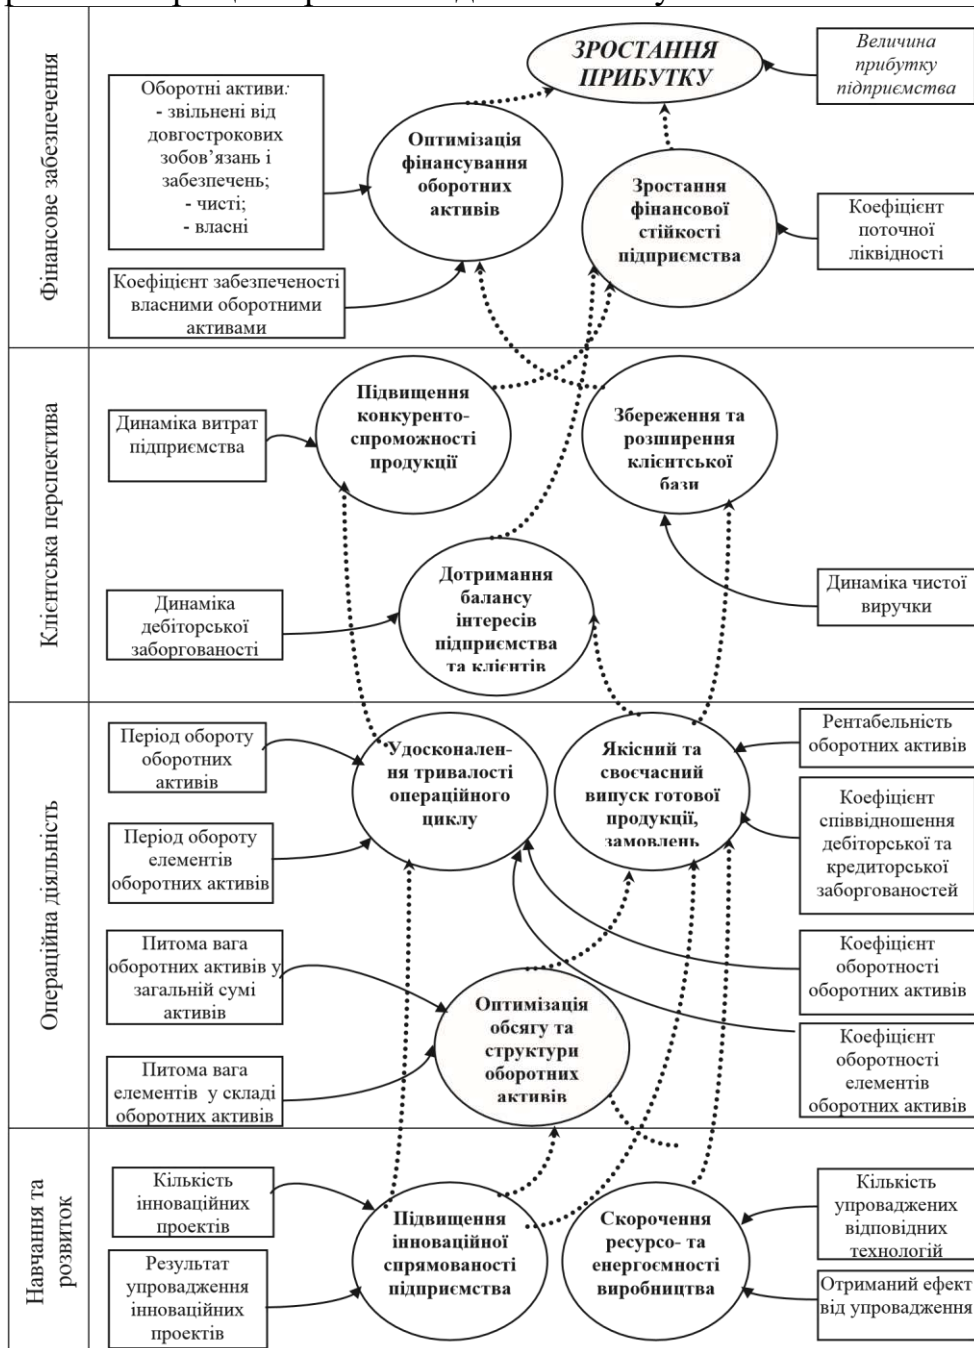 Фінансове забезпечення
ЗРОСТАННЯ
ПРИБУТКУ
Величина
прибутку
підприємства
Оборотні активи:
- звільнені від
довгострокових
зобов’язань і
забезпечень;
- чисті;
- власні
Оптимізація
фінансування
оборотних
активів
Зростання
фінансової
стійкості
підприємства
Коефіцієнт
поточної
ліквідності
Коефіцієнт забезпеченості
власними оборотними
активами
Клієнтська перспектива
Динаміка витрат
підприємства
Підвищення
конкуренто-
спроможності
продукції
Збереження та
розширення
клієнтської
бази
Динаміка
дебіторської
заборгованості
Дотримання
балансу
інтересів
підприємства
та клієнтів
Динаміка чистої
виручки
Операційна діяльність
Період обороту
оборотних
активів
Удосконален-
ня тривалості
операційного
циклу
Якісний та
своєчасний
випуск готової
продукції,
замовлень
Рентабельність
оборотних активів
Період обороту
елементів
оборотних активів
Коефіцієнт
співвідношення
дебіторської та
кредиторської
заборгованостей
Питома вага
оборотних активів у
загальній сумі
активів
Оптимізація
обсягу та
структури
оборотних
активів
Коефіцієнт
оборотності
оборотних активів
Питома вага
елементів у складі
оборотних активів
Коефіцієнт
оборотності
елементів
оборотних активів
Навчання та
розвиток
Кількість
інноваційних
проектів
Результат
упровадження
інноваційних
проектів
Підвищення
інноваційної
спрямованості
підприємства
Скорочення
ресурсо- та
енергоємності
виробництва
Кількість
упроваджених
відповідних
технологій
Отриманий ефект
від упровадження